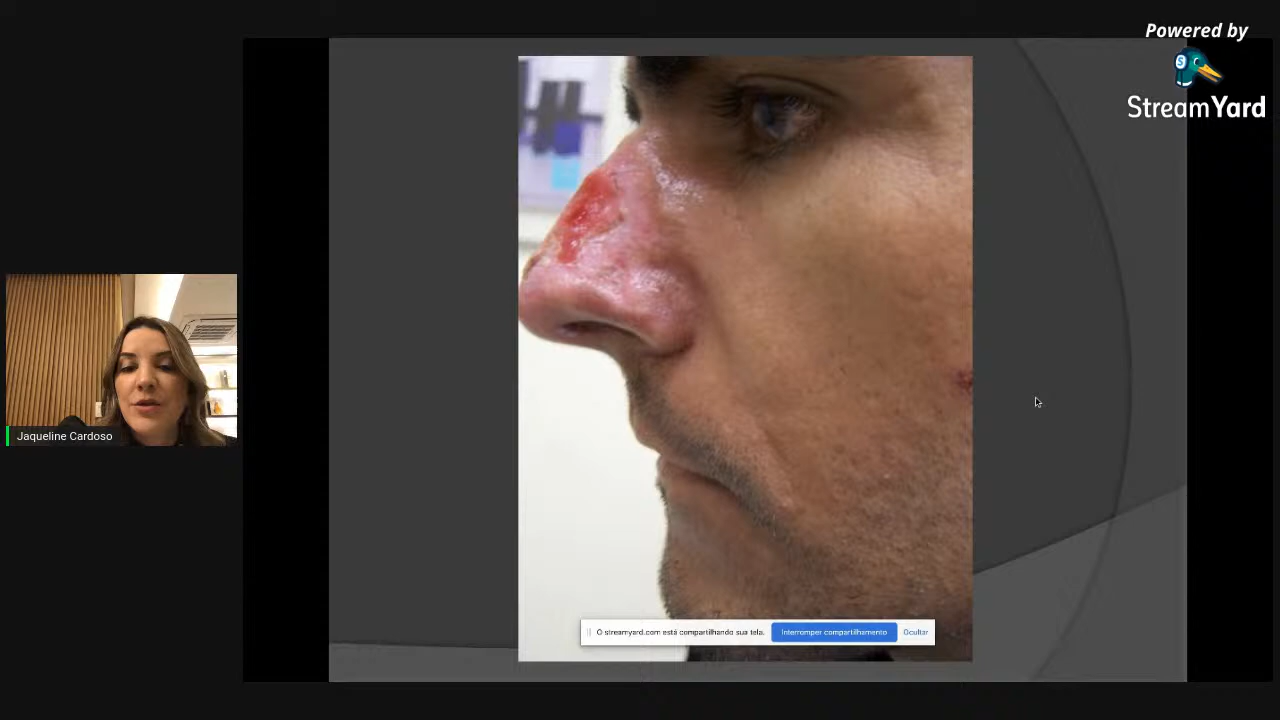 Powered by
StreamYard
Jaqueline Cardoso
O streamyard.com está compartilhando sua tela.
Interromper compartilhamento
Ocultar